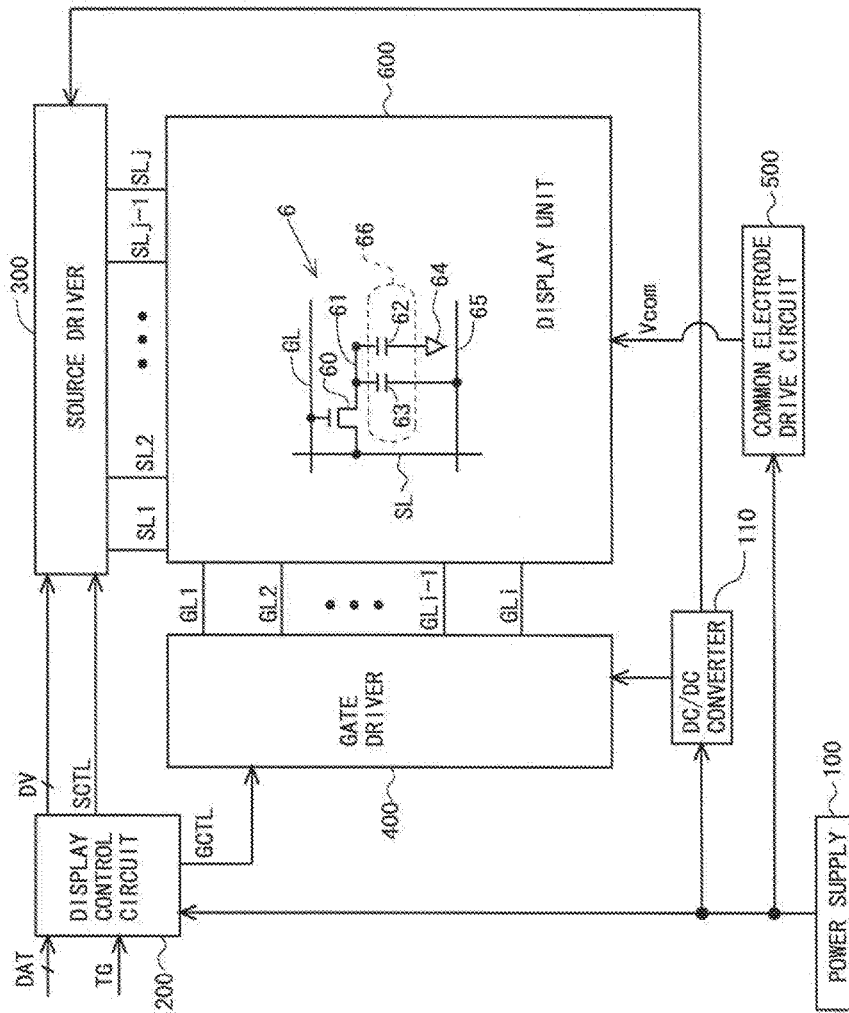 300
SOURCE DRIVER
SL1
SL2
SLj-1
SLj
DAT
TG
200
DISPLAY
CONTROL
CIRCUIT
DV
SCTL
GCTL
400
GATE
DRIVER
GL1
GL2
GLi-1
GLi
600
DISPLAY UNIT
6
GL
60
61
66
62
63
64
65
SL
Vcom
500
COMMON ELECTRODE
DRIVE CIRCUIT
110
DC/DC
CONVERTER
100
POWER SUPPLY